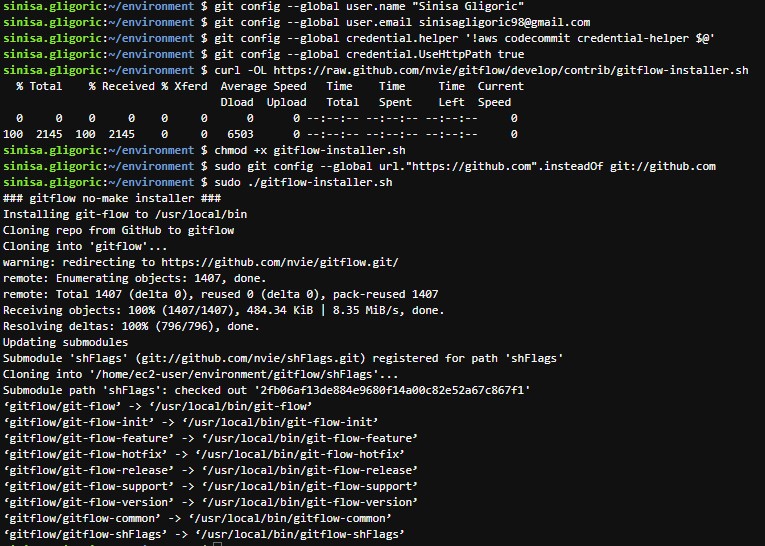 sinisa.gligoric:~/environment $ git config --global user.name "Sinisa Gligoric"
sinisa.gligoric:~/environment $ git config --global user.email sinisagligoric98@gmail.com
sinisa.gligoric:~/environment $ git config --global credential.helper '!aws codecommit credential-helper $@'
sinisa.gligoric:~/environment $ git config --global credential.UseHttpPath true
sinisa.gligoric:~/environment $ curl -OL https://raw.github.com/nvie/gitflow/develop/contrib/gitflow-installer.sh
  % Total    % Received % Xferd  Average Speed   Time    Time     Time  Current
                                 Dload  Upload   Total   Spent    Left  Speed
  0     0    0     0    0     0      0      0 --:--:-- --:--:-- --:--:--     0
100  2145  100  2145    0     0   6503      0 --:--:-- --:--:-- --:--:--     0
sinisa.gligoric:~/environment $ chmod +x gitflow-installer.sh
sinisa.gligoric:~/environment $ sudo git config --global url."https://github.com".insteadOf git://github.com
sinisa.gligoric:~/environment $ sudo ./gitflow-installer.sh
### gitflow no-make installer ###
Installing git-flow to /usr/local/bin
Cloning repo from GitHub to gitflow
Cloning into 'gitflow'...
warning: redirecting to https://github.com/nvie/gitflow.git/
remote: Enumerating objects: 1407, done.
remote: Total 1407 (delta 0), reused 0 (delta 0), pack-reused 1407
Receiving objects: 100% (1407/1407), 484.34 KiB | 8.35 MiB/s, done.
Resolving deltas: 100% (796/796), done.
Updating submodules
Submodule 'shFlags' (git://github.com/nvie/shFlags.git) registered for path 'shFlags'
Cloning into '/home/ec2-user/environment/gitflow/shFlags'...
Submodule path 'shFlags': checked out '2fb06af13de884e9680f14a00c82e52a67c867f1'
‘gitflow/git-flow’ -> ‘/usr/local/bin/git-flow’
‘gitflow/git-flow-init’ -> ‘/usr/local/bin/git-flow-init’
‘gitflow/git-flow-feature’ -> ‘/usr/local/bin/git-flow-feature’
‘gitflow/git-flow-hotfix’ -> ‘/usr/local/bin/git-flow-hotfix’
‘gitflow/git-flow-release’ -> ‘/usr/local/bin/git-flow-release’
‘gitflow/git-flow-support’ -> ‘/usr/local/bin/git-flow-support’
‘gitflow/git-flow-version’ -> ‘/usr/local/bin/git-flow-version’
‘gitflow/gitflow-common’ -> ‘/usr/local/bin/gitflow-common’
‘gitflow/gitflow-shFlags’ -> ‘/usr/local/bin/gitflow-shFlags’